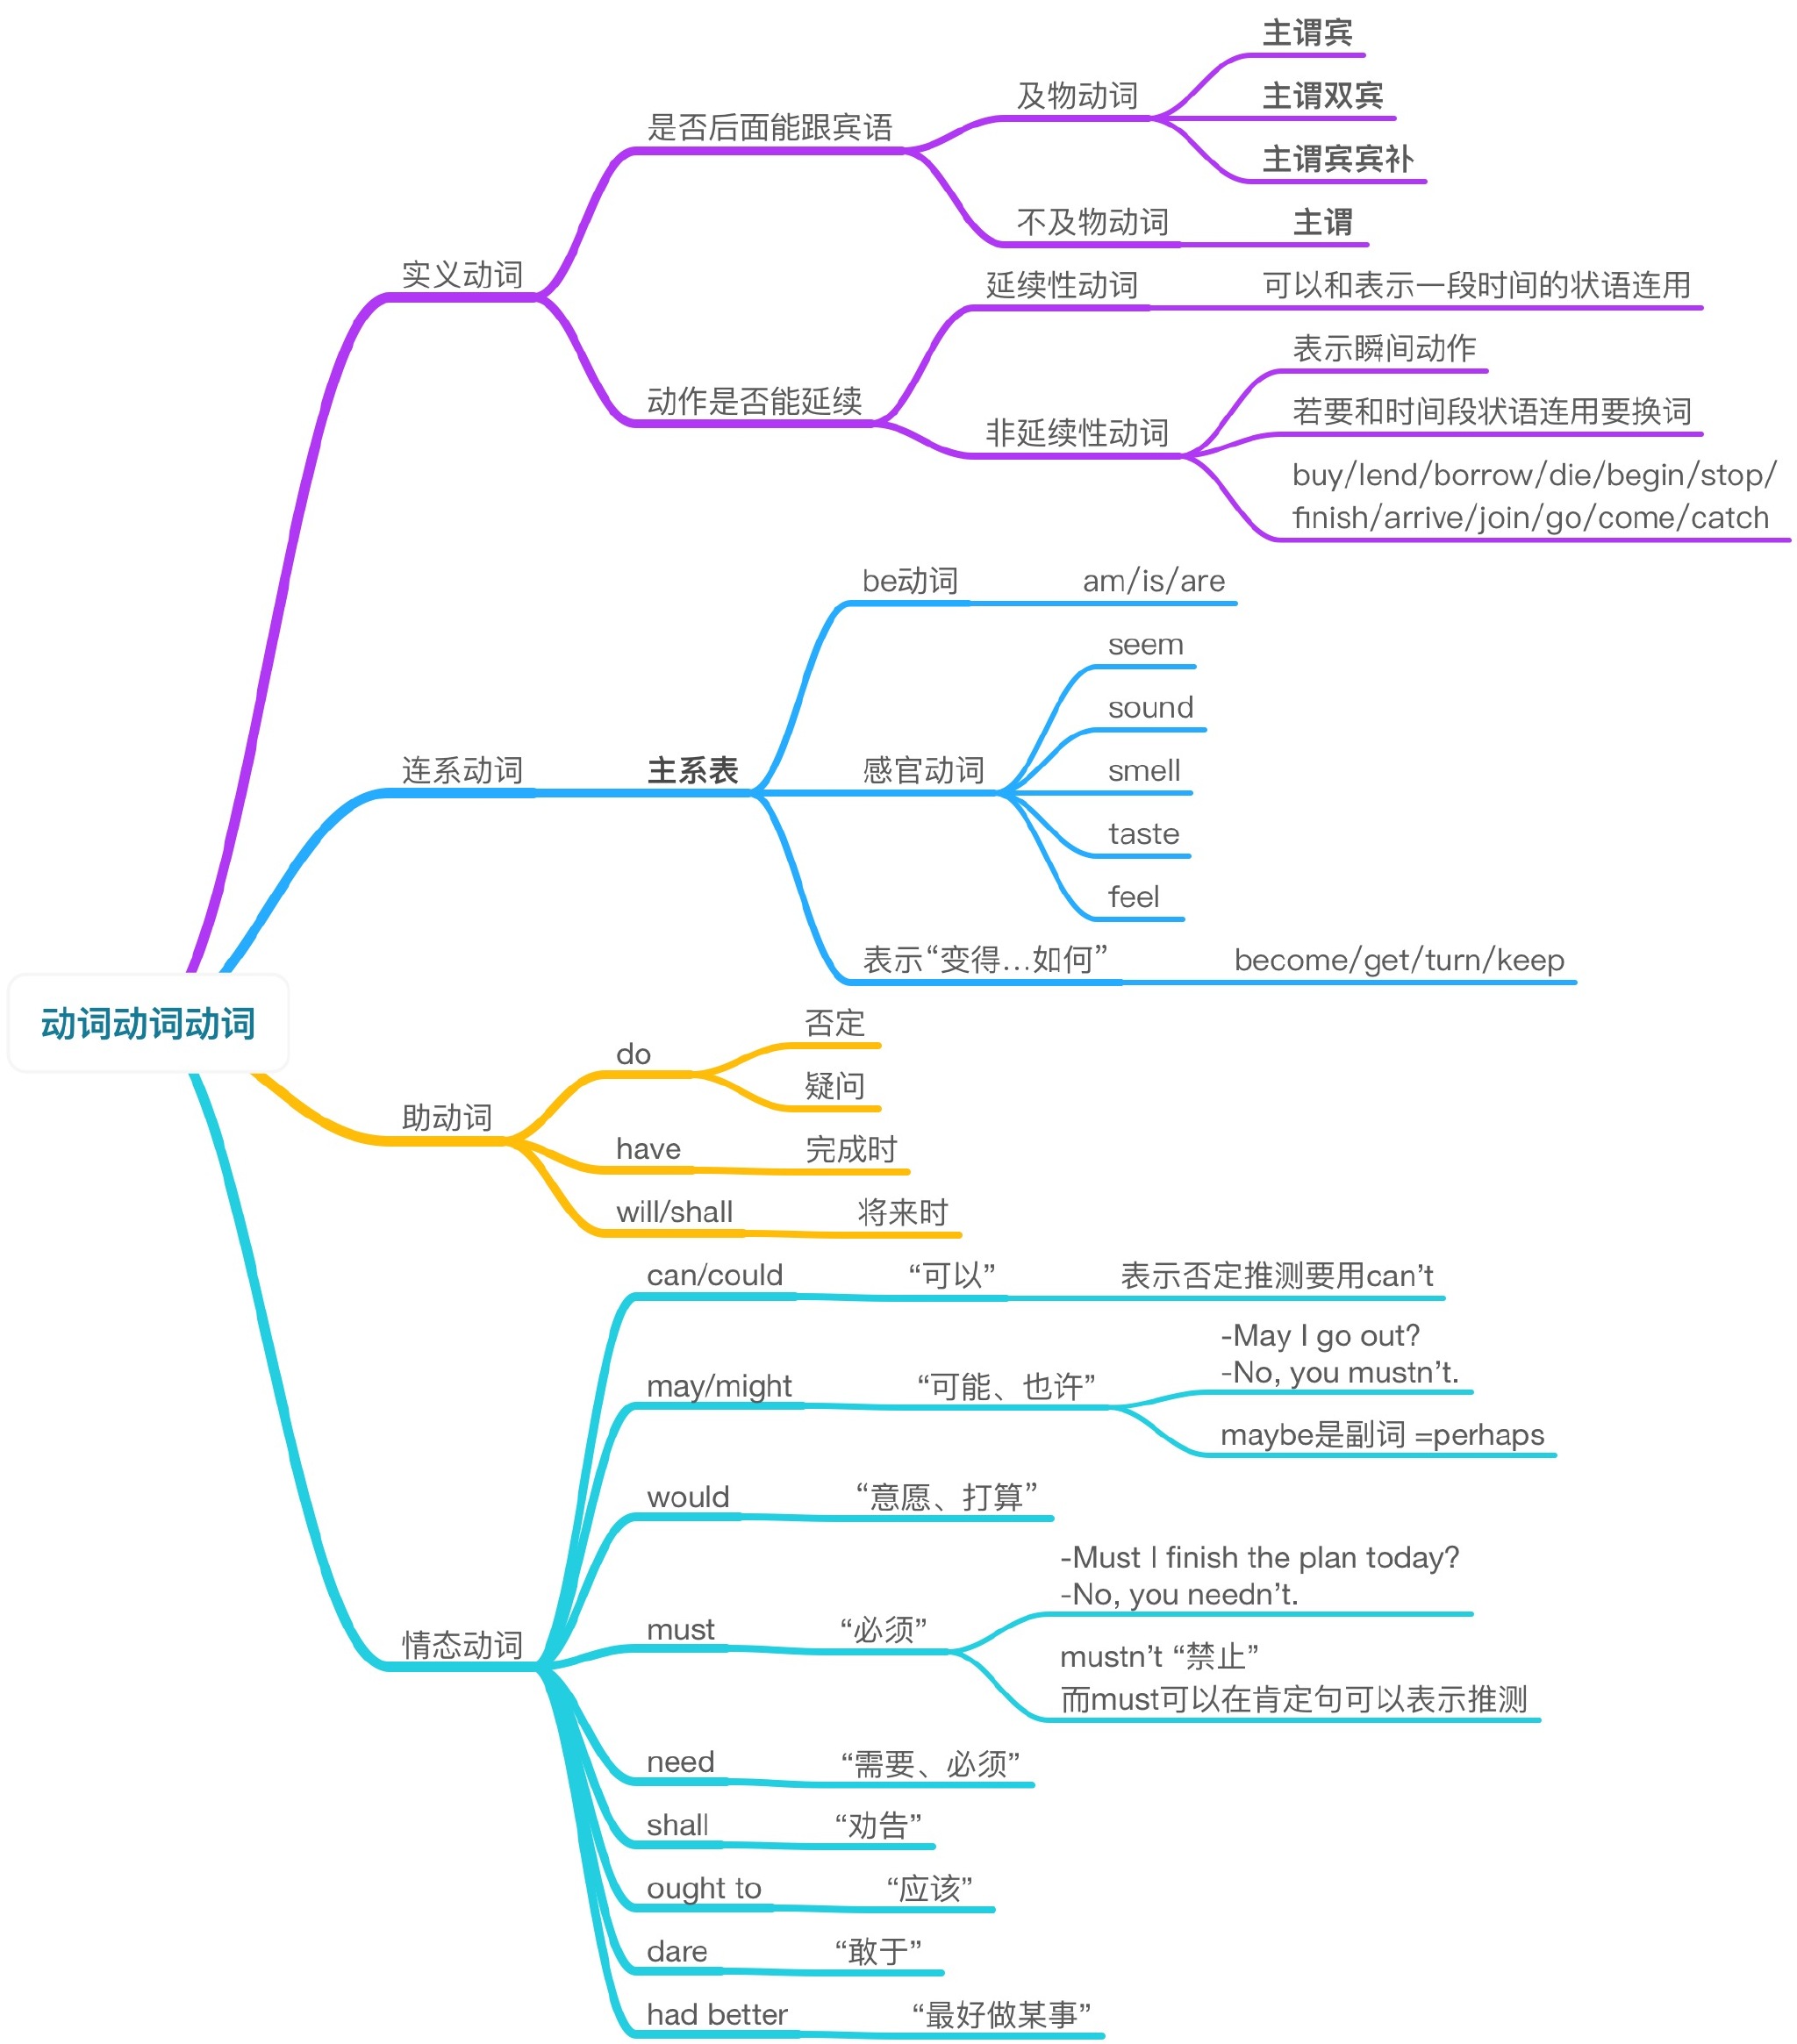 动词动词动词
实义动词
是否后面能跟宾语
及物动词
主谓宾
主谓双宾
主谓宾宾补
不及物动词
主谓
动作是否能延续
延续性动词
可以和表示一段时间的状语连用
非延续性动词
表示瞬间动作
若要和时间段状语连用要换词
buy/lend/borrow/die/begin/stop/
finish/arrive/join/go/come/catch
连系动词
主系表
be动词
am/is/are
感官动词
seem
sound
smell
taste
feel
表示“变得...如何”
become/get/turn/keep
助动词
do
否定
疑问
have
完成时
will/shall
将来时
情态动词
can/could
“可以”
表示否定推测要用can’t
may/might
“可能、也许”
-May I go out?
-No, you mustn’t.
maybe是副词 =perhaps
would
“意愿、打算”
must
“必须”
-Must I finish the plan today?
-No, you needn’t.
mustn’t “禁止”
而must可以在肯定句可以表示推测
need
“需要、必须”
shall
“劝告”
ought to
“应该”
dare
“敢于”
had better
“最好做某事”